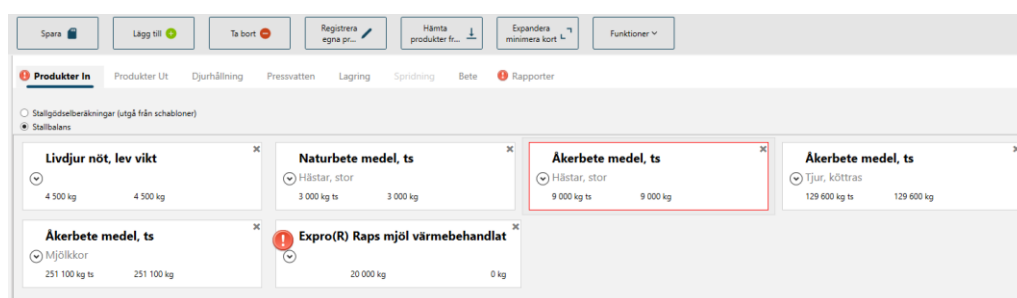 Spara
Lägg till
Ta bort
Registrera
egna pr...
Hämta
produkter fr...
Expandera
minimera kort
Funktioner
Produkter In
Produkter Ut
Djurhållning
Pressvatten
Lagring
Spridning
Bete
Rapporter
Stallgödselberäkningar (utgå från schabloner)
Stallbalans
Livdjur nöt, lev vikt
4 500 kg 4 500 kg
Naturbete medel, ts
Hästar, stor
3 000 kg ts 3 000 kg
Åkerbete medel, ts
Hästar, stor
9 000 kg ts 9 000 kg
Åkerbete medel, ts
Tjur, köttras
129 600 kg ts 129 600 kg
Åkerbete medel, ts
Mjölkkor
251 100 kg ts 251 100 kg
Expro(R) Raps mjöl värmebehandlat
20 000 kg 0 kg